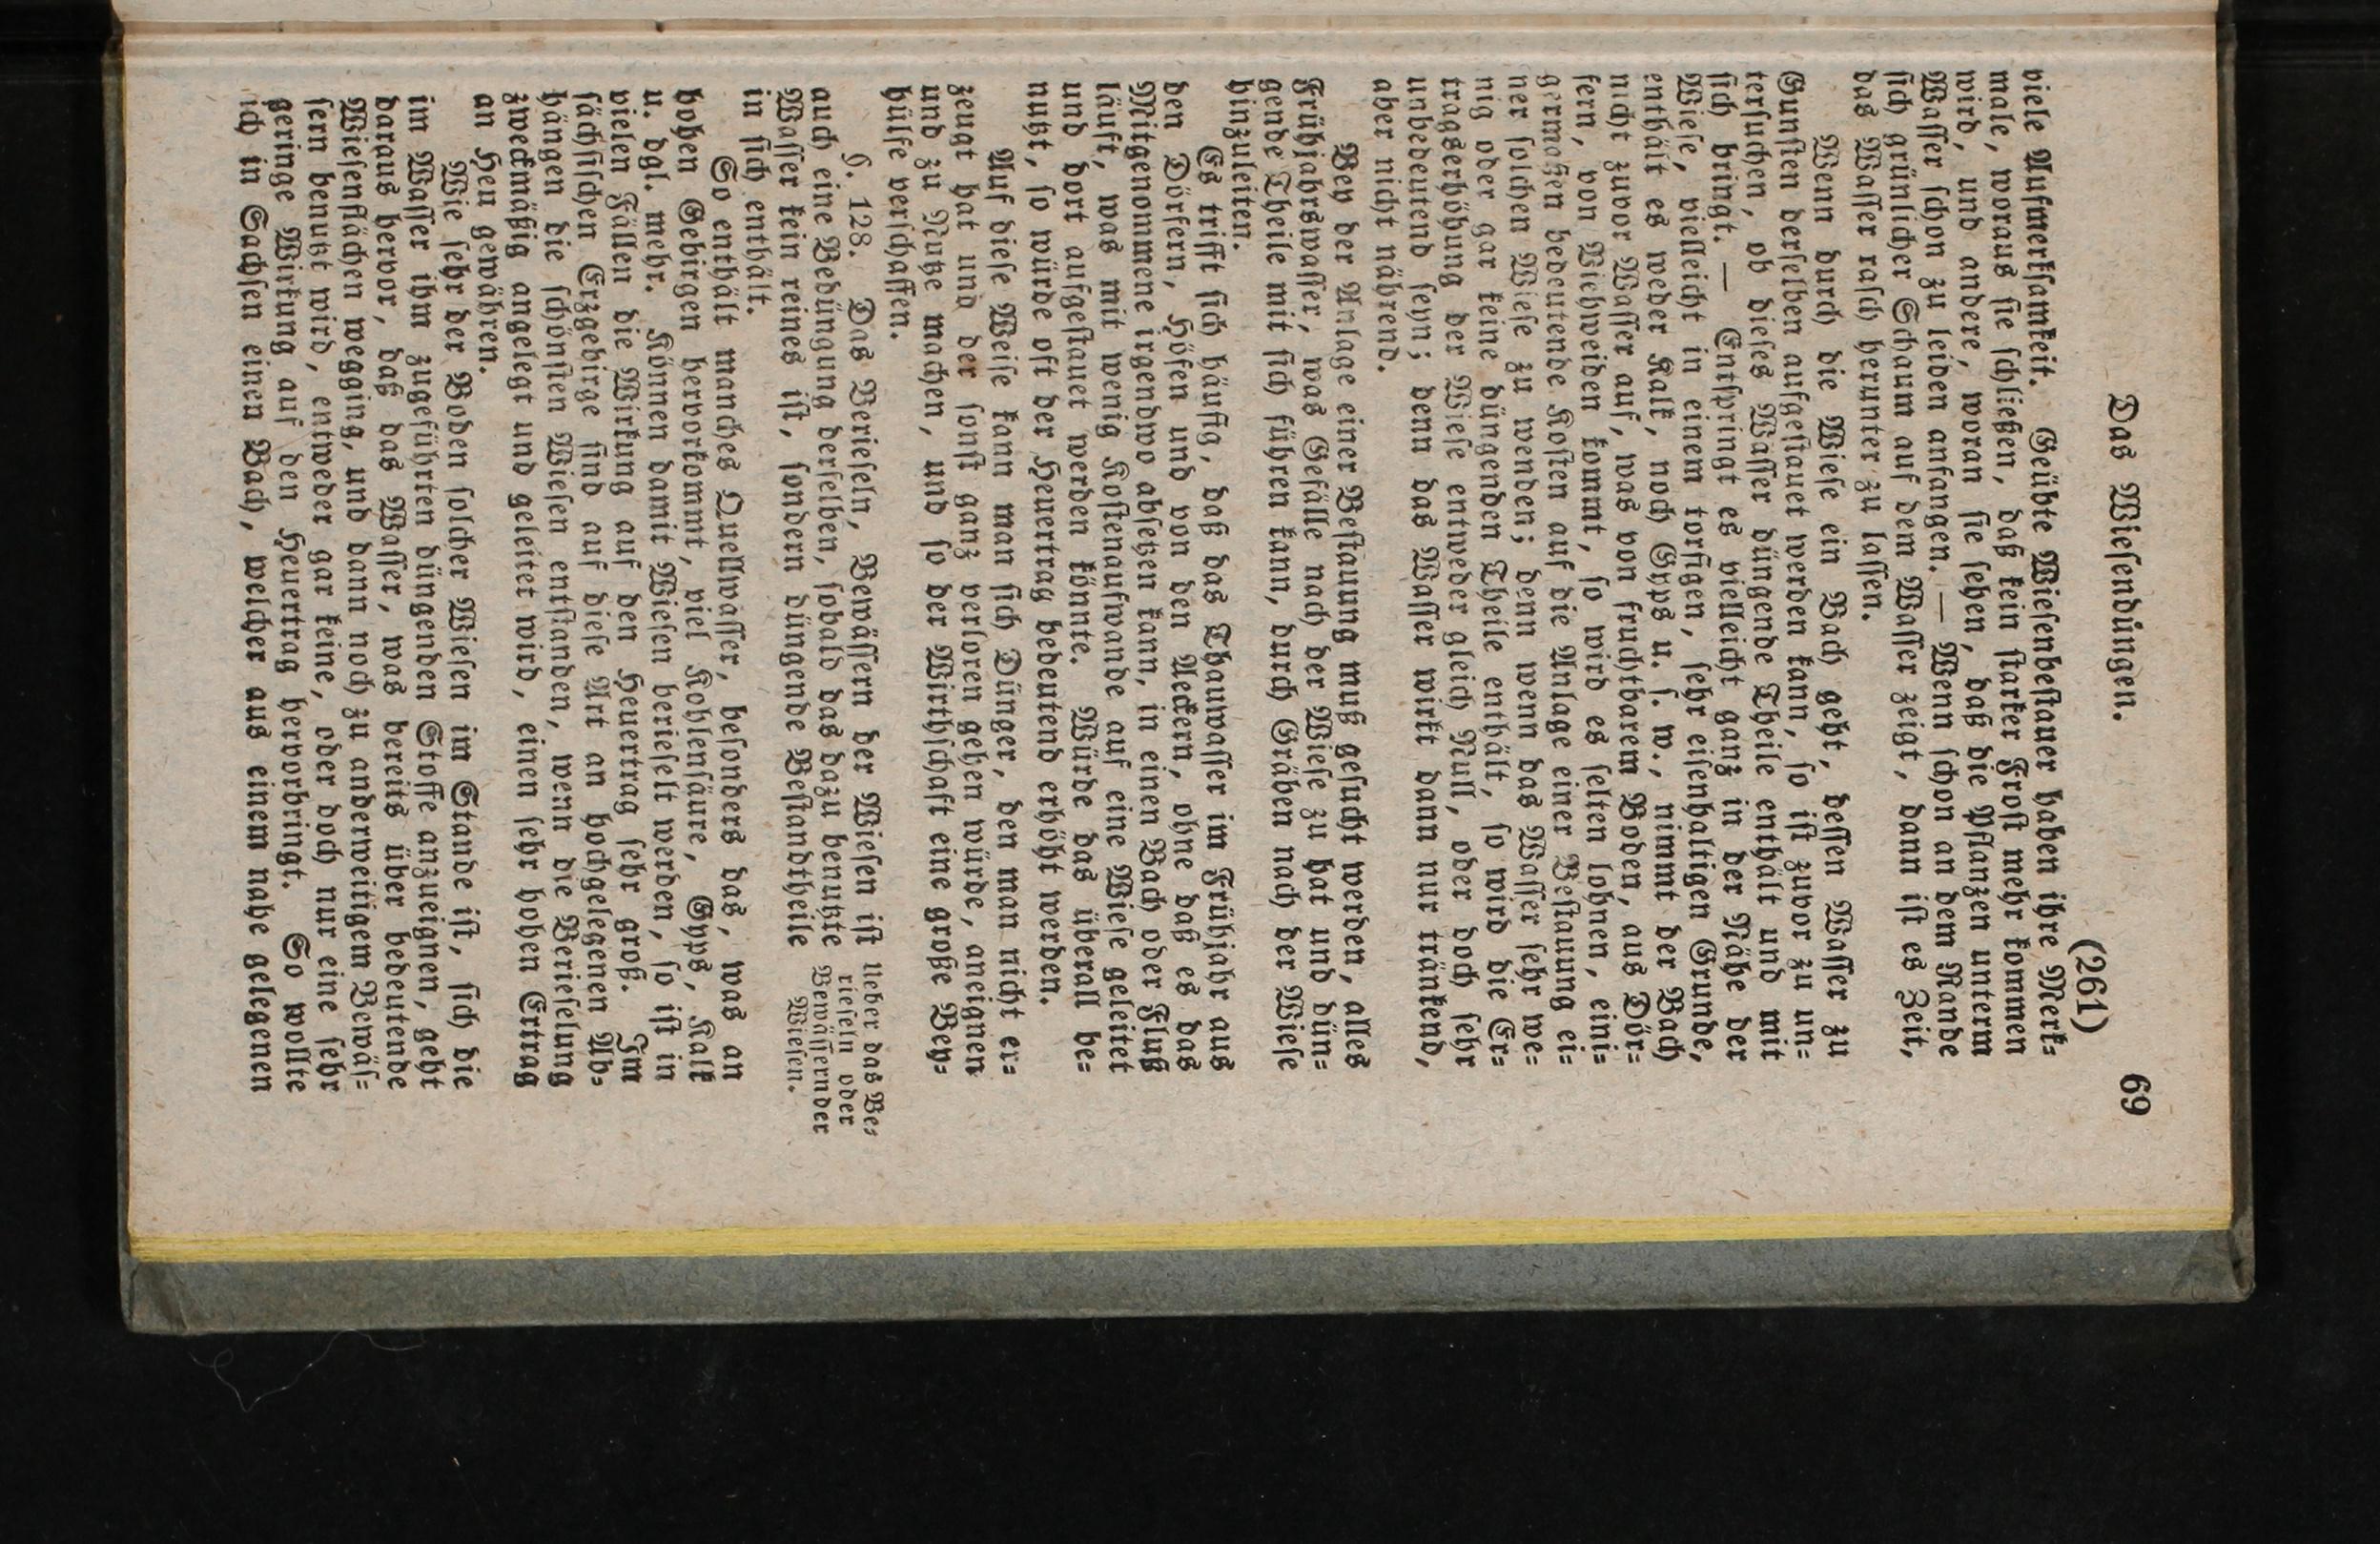 Das Wiesendüngen. 69
(261)
viele Aufmerksamkeit. Geübte Wiesenbestauer haben ihre Merk=
male, woraus sie schließen, daß kein starker Frost mehr kommen
wird, und andere, woran sie sehen, daß die Pflanzen unterm
Wasser schon zu leiden anfangen. — Wenn schon an dem Rande
sich grünlicher Schaum auf dem Wasser zeigt, dann ist es Zeit,
das Wasser rasch herunter zu lassen.
Wenn durch die Wiese ein Bach geht, dessen Wasser zu
Gunsten derselben aufgestauet werden kann, so ist zuvor zu un=
tersuchen, ob dieses Wasser düngende Theile enthält und mit
sich bringt. — Entspringt es vielleicht ganz in der Nähe der
Wiese, vielleicht in einem torfigen, sehr eisenhaltigen Grunde,
enthält es weder Kalk, noch Gyps u. s. w., nimmt der Bach
nicht zuvor Wasser auf, was von fruchtbarem Boden, aus Dör=
fern, von Viehweiden kommt, so wird es selten lohnen, eini=
germaßen bedeutende Kosten auf die Anlage einer Bestauung ei=
ner solchen Wiese zu wenden; denn wenn das Wasser sehr we=
nig oder gar keine düngenden Theile enthält, so wird die Er=
tragserhöhung der Wiese entweder gleich Null, oder doch sehr
unbedeutend seyn; denn das Wasser wirkt dann nur tränkend,
aber nicht nährend.
Bey der Anlage einer Bestauung muß gesucht werden, alles
Frühjahrswasser, was Gefälle nach der Wiese zu hat und dün=
gende Theile mit sich führen kann, durch Gräben nach der Wiese
hinzuleiten.
Es trifft sich häufig, daß das Thauwasser im Frühjahr aus
den Dörfern, Höfen und von den Aeckern, ohne daß es das
Mitgenommene irgendwo absetzen kann, in einen Bach oder Fluß
läuft, was mit wenig Kostenaufwande auf eine Wiese geleitet
und dort aufgestauet werden könnte. Würde das überall be=
nutzt, so würde oft der Heuertrag bedeutend erhöht werden.
Auf diese Weise kann man sich Dünger, den man nicht er=
zeugt hat und der sonst ganz verloren gehen würde, aneignen
und zu Nutze machen, und so der Wirthschaft eine große Bey=
hülfe verschaffen.
§. 128. Das Berieseln, Bewässern der Wiesen ist
auch eine Bedüngung derselben, sobald das dazu benutzte
Wasser kein reines ist, sondern düngende Bestandtheile
in sich enthält.
Ueber das Be=
rieseln oder
Bewässern der
Wiesen.
So enthält manches Quellwasser, besonders das, was an
hohen Gebirgen hervorkommt, viel Kohlensäure, Gyps, Kalk
u. dgl. mehr. Können damit Wiesen berieselt werden, so ist in
vielen Fällen die Wirkung auf den Heuertrag sehr groß. Im
sächsischen Erzgebirge sind auf diese Art an hochgelegenen Ab=
hängen die schönsten Wiesen entstanden, wenn die Berieselung
zweckmäßig angelegt und geleitet wird, einen sehr hohen Ertrag
an Heu gewähren.
Wie sehr der Boden solcher Wiesen im Stande ist, sich die
im Wasser ihm zugeführten düngenden Stoffe anzueignen, geht
daraus hervor, daß das Wasser, was bereits über bedeutende
Wiesenflächen wegging, und dann noch zu anderweitigem Bewäs=
sern benutzt wird, entweder gar keine, oder doch nur eine sehr
geringe Wirkung auf den Heuertrag hervorbringt. So wollte
ich in Sachsen einen Bach, welcher aus einem nahe gelegenen